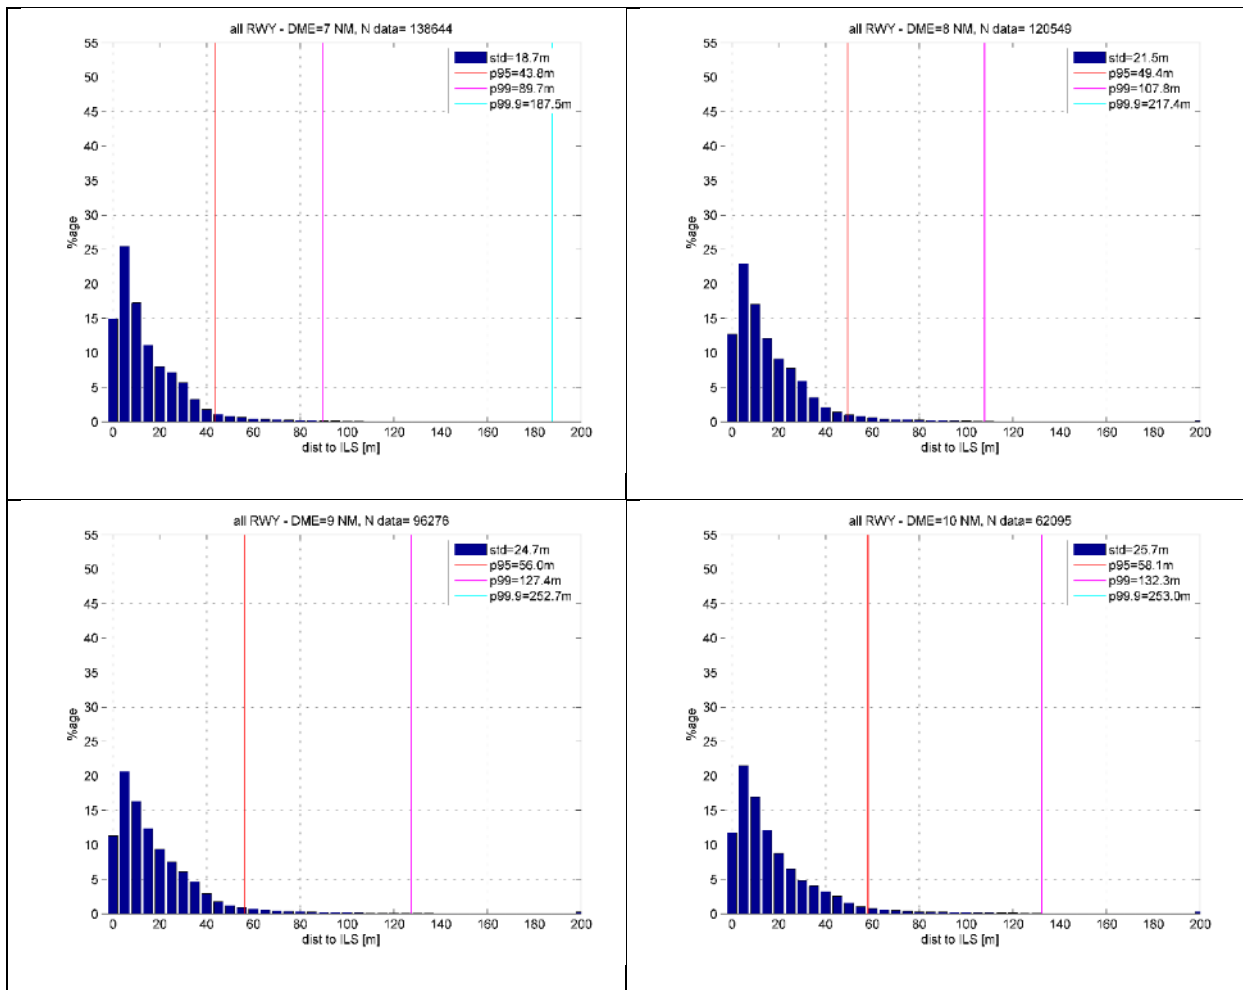 all RWY - DME=7 NM, N data= 138644
std=18.7m
p95=43.8m
p99=89.7m
p99.9=187.5m
55
50
45
40
35
30
25
20
15
10
5
0
%age
0 20 40 60 80 100 120 140 160 180 200
dist to ILS [m]
all RWY - DME=8 NM, N data= 120549
std=21.5m
p95=49.4m
p99=107.8m
p99.9=217.4m
55
50
45
40
35
30
25
20
15
10
5
0
%age
0 20 40 60 80 100 120 140 160 180 200
dist to ILS [m]
all RWY - DME=9 NM, N data= 96276
std=24.7m
p95=56.0m
p99=127.4m
p99.9=252.7m
55
50
45
40
35
30
25
20
15
10
5
0
%age
0 20 40 60 80 100 120 140 160 180 200
dist to ILS [m]
all RWY - DME=10 NM, N data= 62095
std=25.7m
p95=58.1m
p99=132.3m
p99.9=253.0m
55
50
45
40
35
30
25
20
15
10
5
0
%age
0 20 40 60 80 100 120 140 160 180 200
dist to ILS [m]